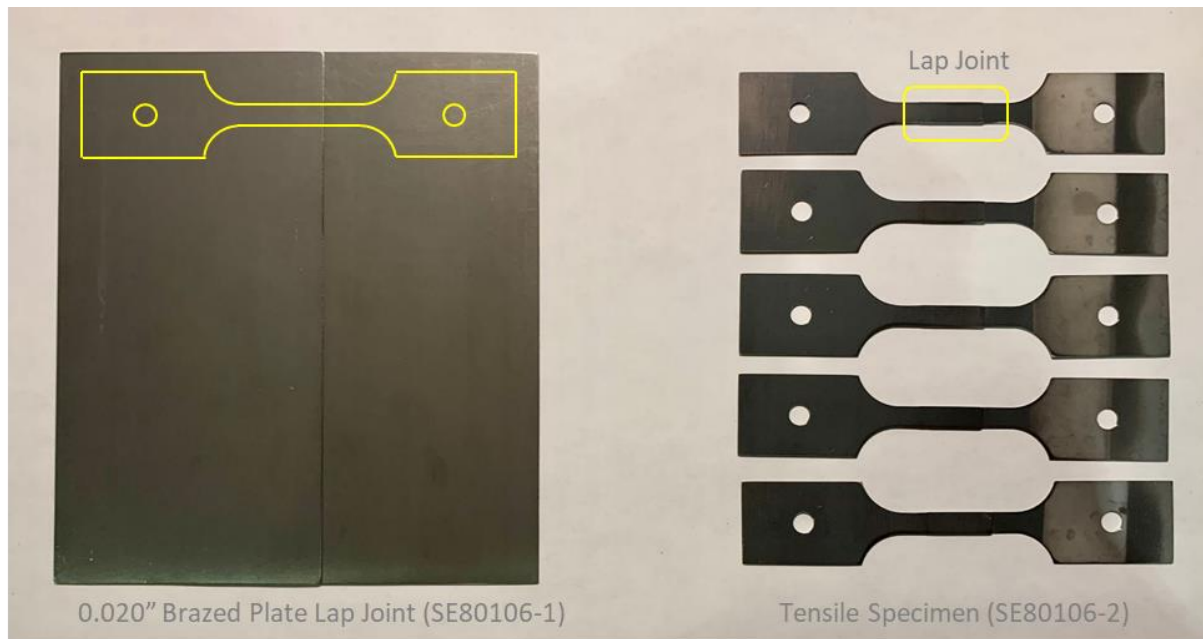 Lap Joint
0.020” Brazed Plate Lap Joint (SE80106-1)
Tensile Specimen (SE80106-2)